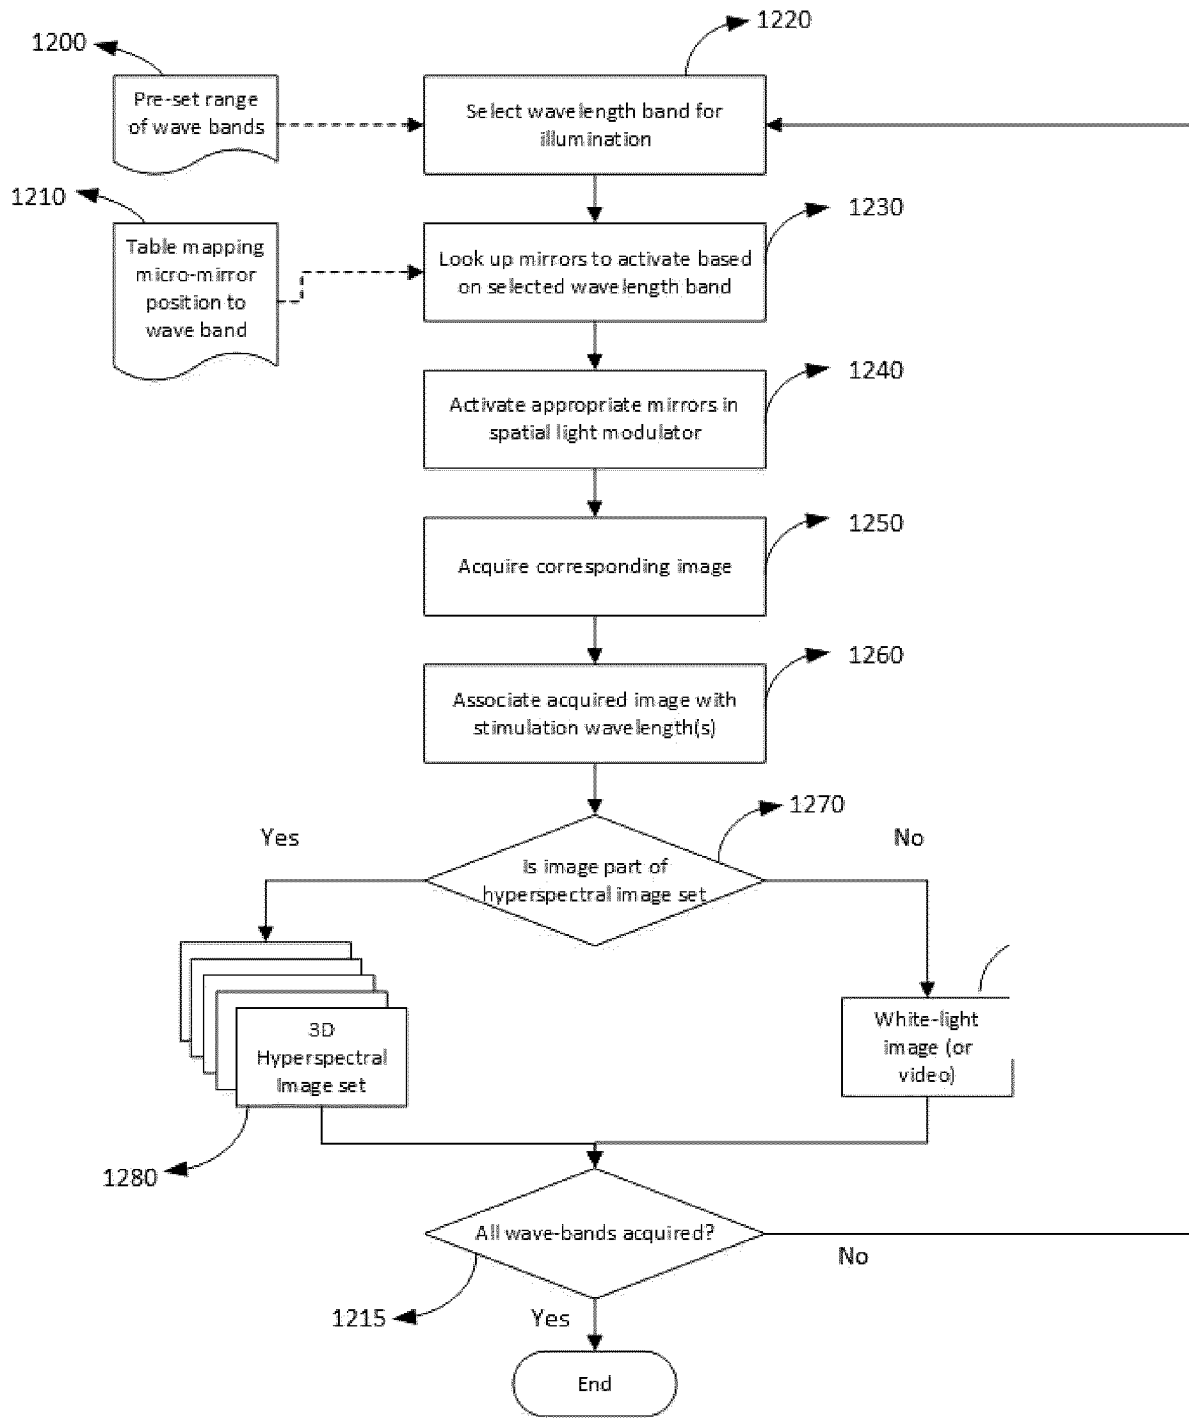 1220
1200
Pre-set range
of wave bands
Select wavelength band for
illumination
1210
1230
Table mapping
micro-mirror
position to
wave band
Look up mirrors to activate based
on selected wavelength band
1240
Activate appropriate mirrors in
spatial light modulator
1250
Acquire corresponding image
1260
Associate acquired image with
stimulation wavelength(s)
1270
Yes
No
Is image part of
hyperspectral image set
3D
Hyperspectral
Image set
White-light
image (or
video)
1280
All wave-bands acquired?
No
1215
Yes
End